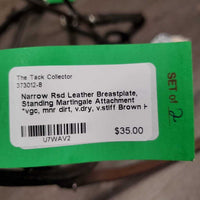 The Tack Collector
373012-8
Narrow Rsd Leather Breastplate,
Standing Martingale Attachment
*vgc, mnr dirt, v.dry, v.stiff Brown H
$35.00
U7WAV2
SET of 2